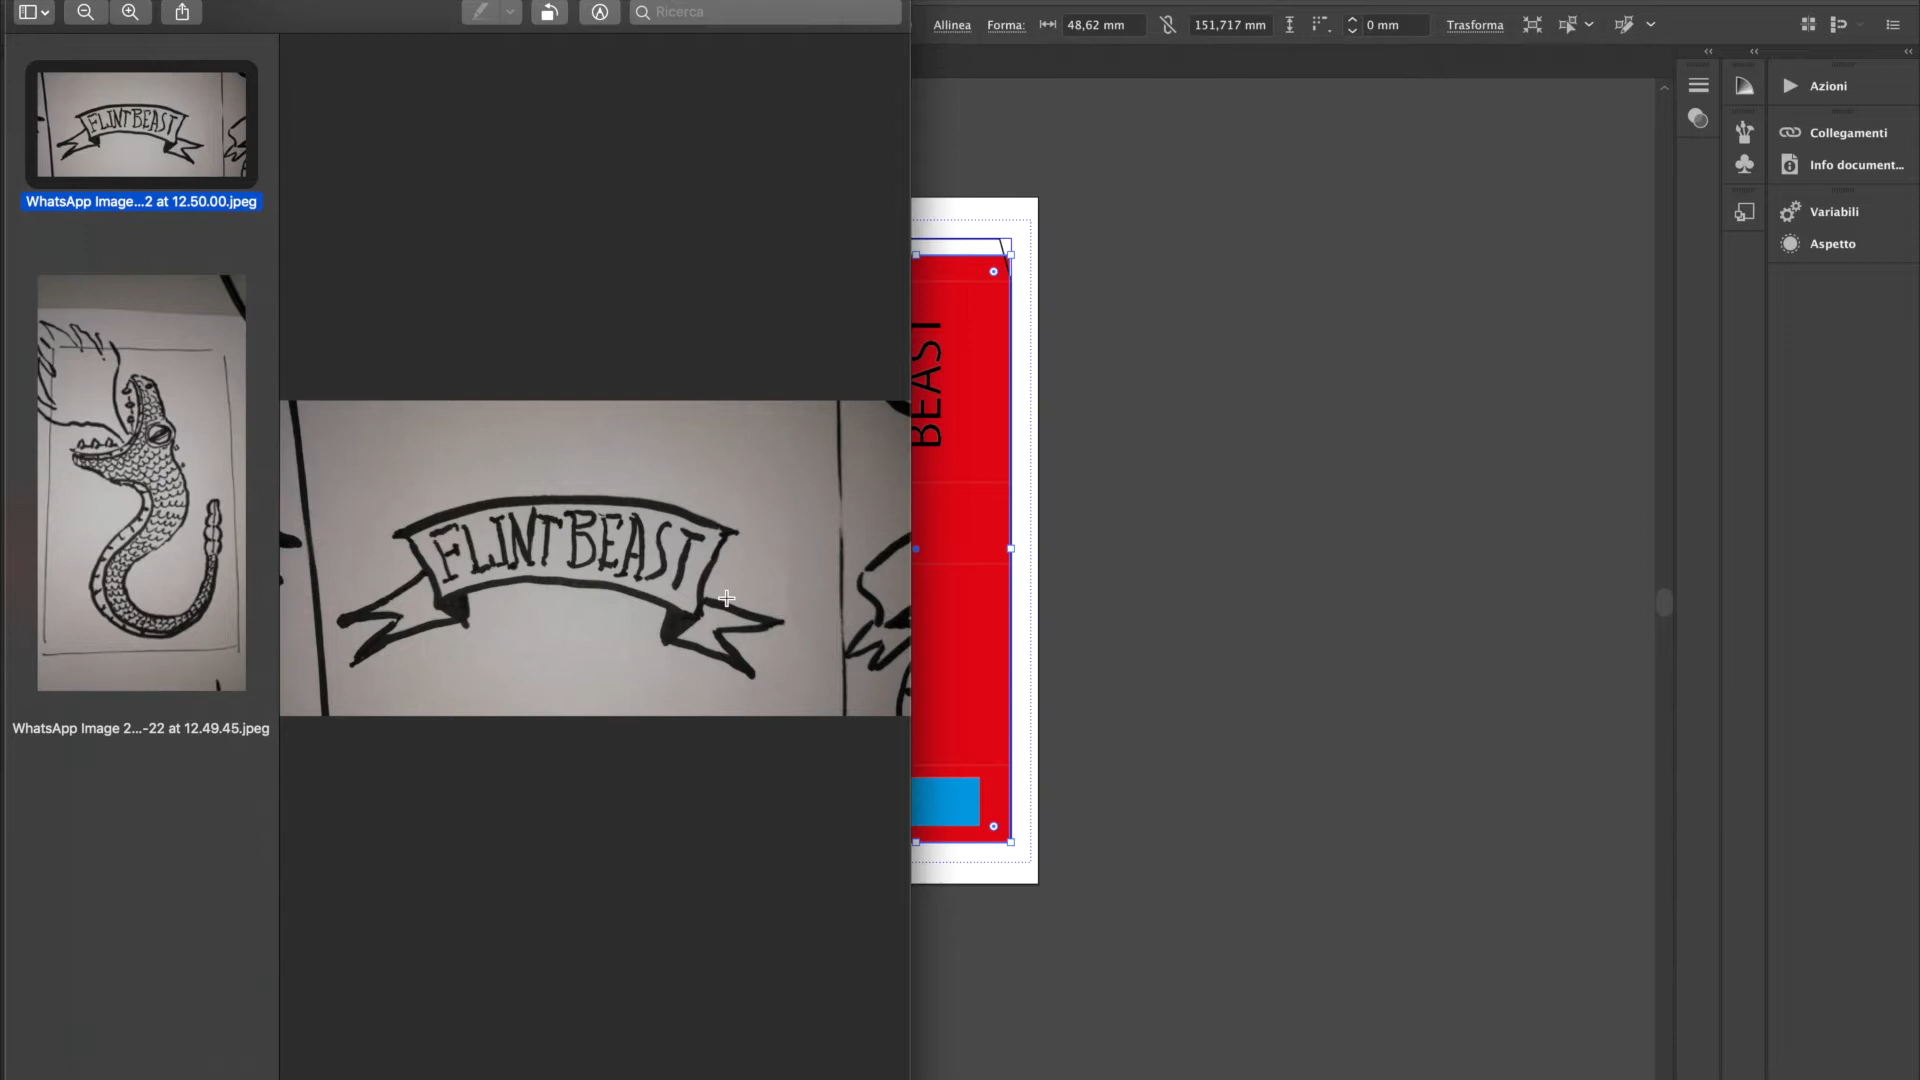 Ricerca
Allinea
Forma:
48,62 mm
151,717 mm
0 mm
Trasforma
FLINTBEAST
WhatsApp Image...2 at 12.50.00.jpeg
WhatsApp Image 2...-22 at 12.49.45.jpeg
FLINTBEAST
BEAST
Azioni
Collegamenti
Info document...
Variabili
Aspetto